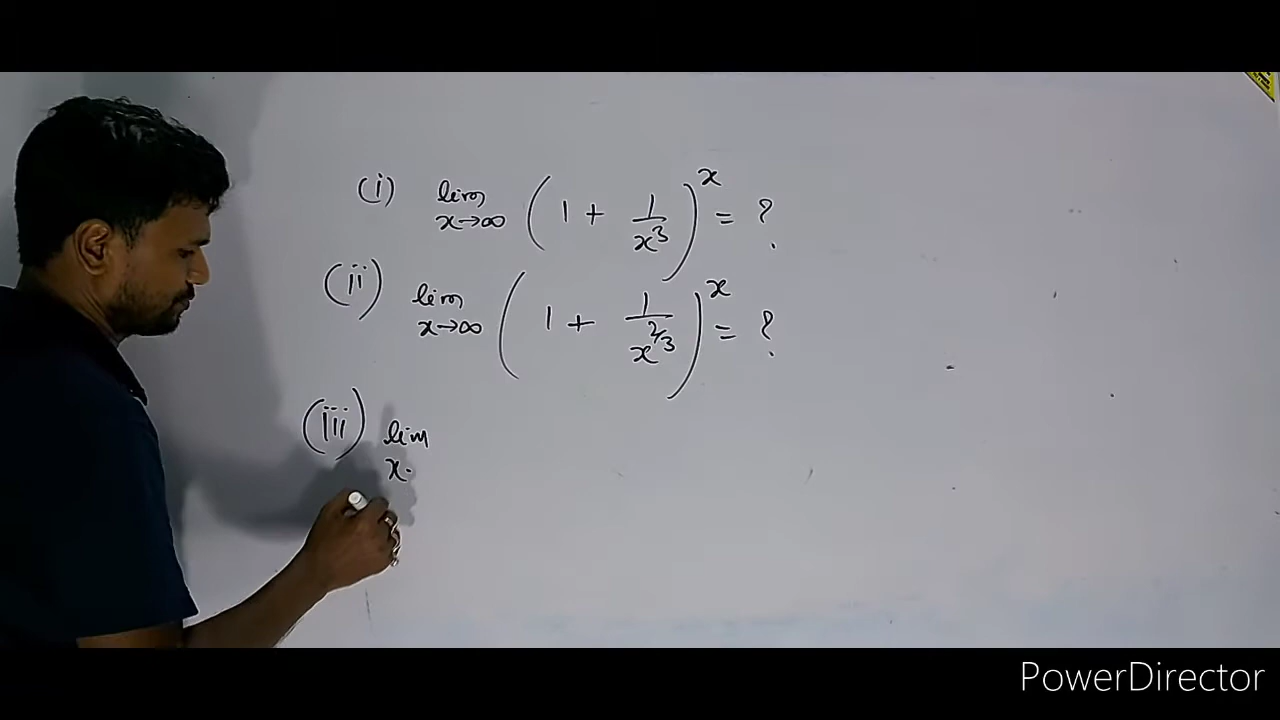 (i) lim x→∞ (1 + 1/x³)^x = ?
(ii) lim x→∞ (1 + 1/x^(2/3))^x = ?
(iii) lim x
PowerDirector